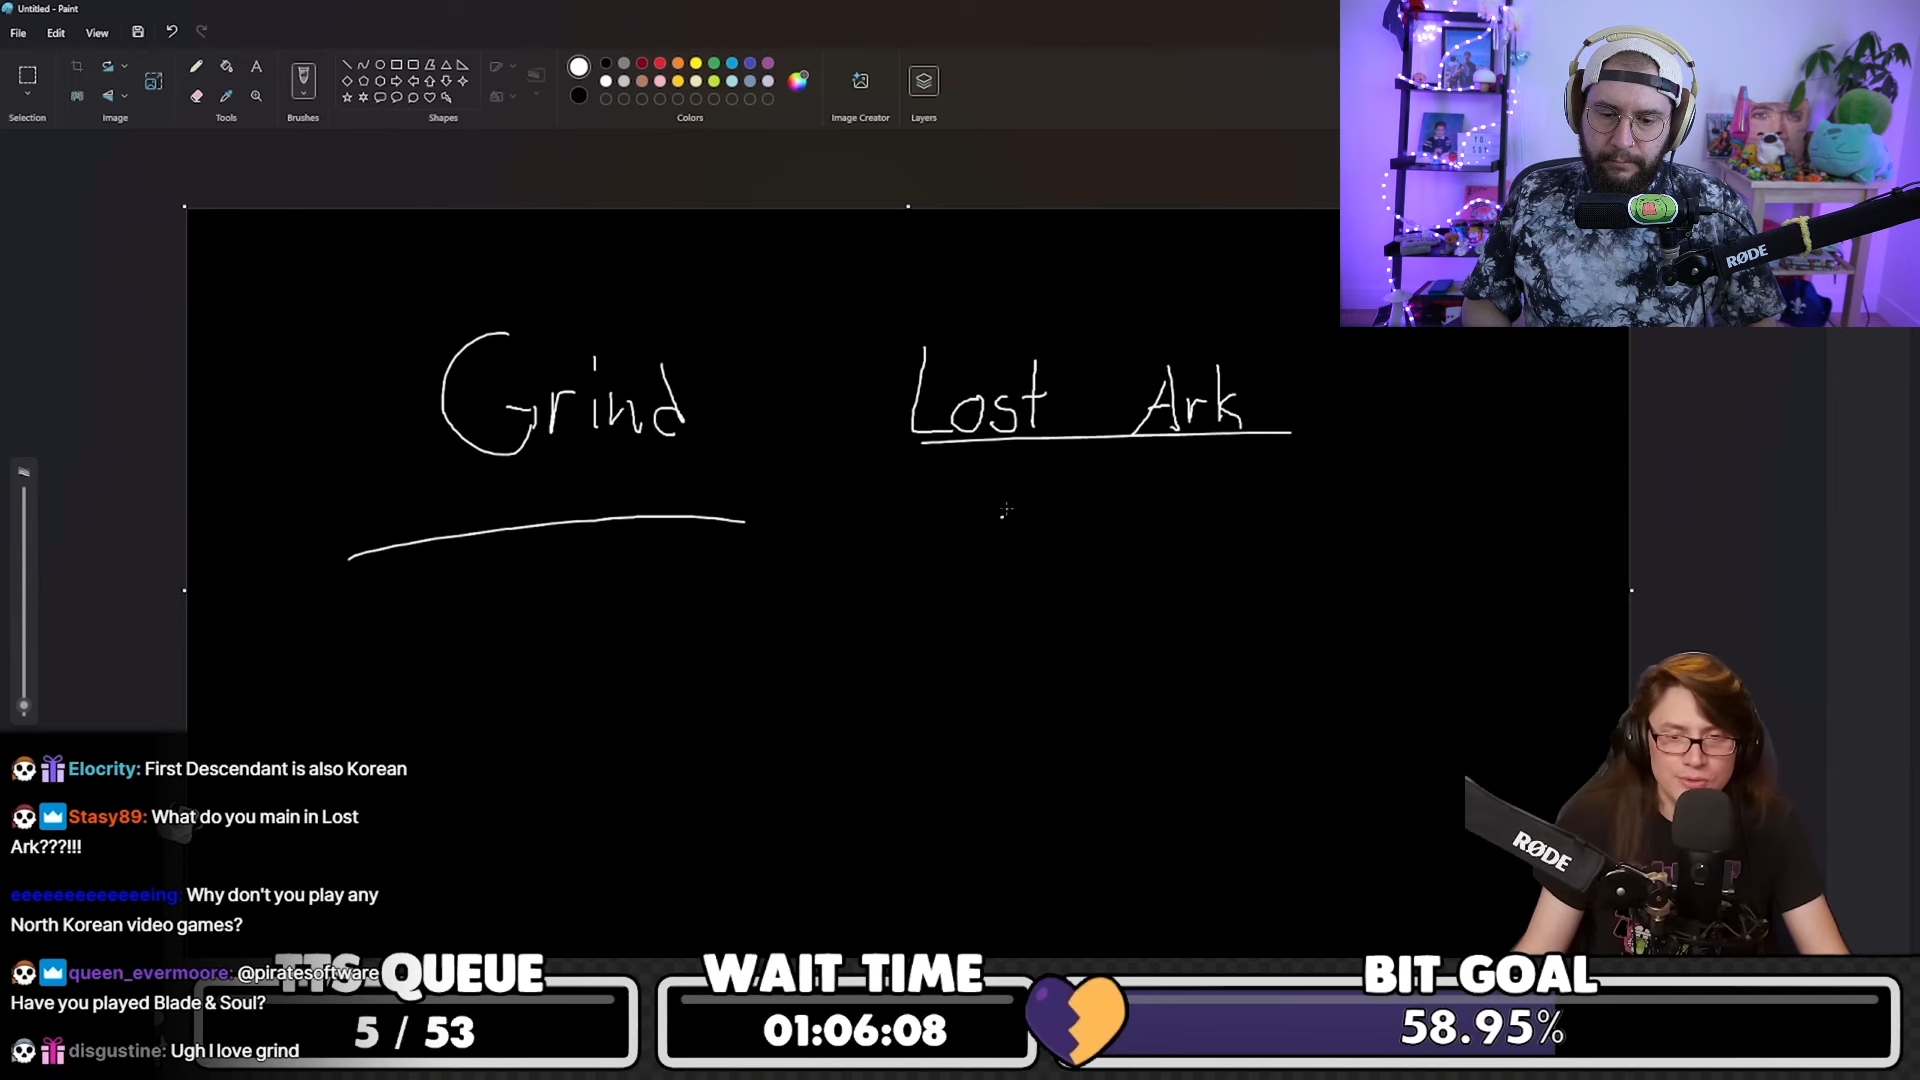 Untitled - Paint
File Edit View
Selection Image Tools Brushes Shapes Colors Image Creator Layers
RØDE
Grind Lost Ark
Elocrity: First Descendant is also Korean
Stasy89: What do you main in Lost
Ark???!!!
eeeeeeeeeeeeeing: Why don't you play any
North Korean video games?
queen_evermoore: @piratesoftware
Have you played Blade & Soul?
disgustine: Ugh I love grind
RØDE
TTS QUEUE WAIT TIME BIT GOAL
5 / 53 01:06:08 58.95%